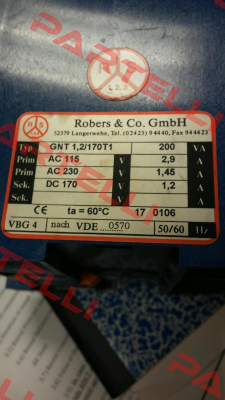 R S
Robers & Co. GmbH
52379 Langerwehe, Tel. (02423) 94440, Fax 944423
Typ GNT 1,2/170T1 200 VA
Prim AC 115 V 2,9 A
Prim AC 230 V 1,45 A
Sek. DC 170 V 1,2 A
Sek. V A
CE ta = 60°C 17 0106
VBG 4 nach VDE 0570 50/60 Hz
PARTELLI